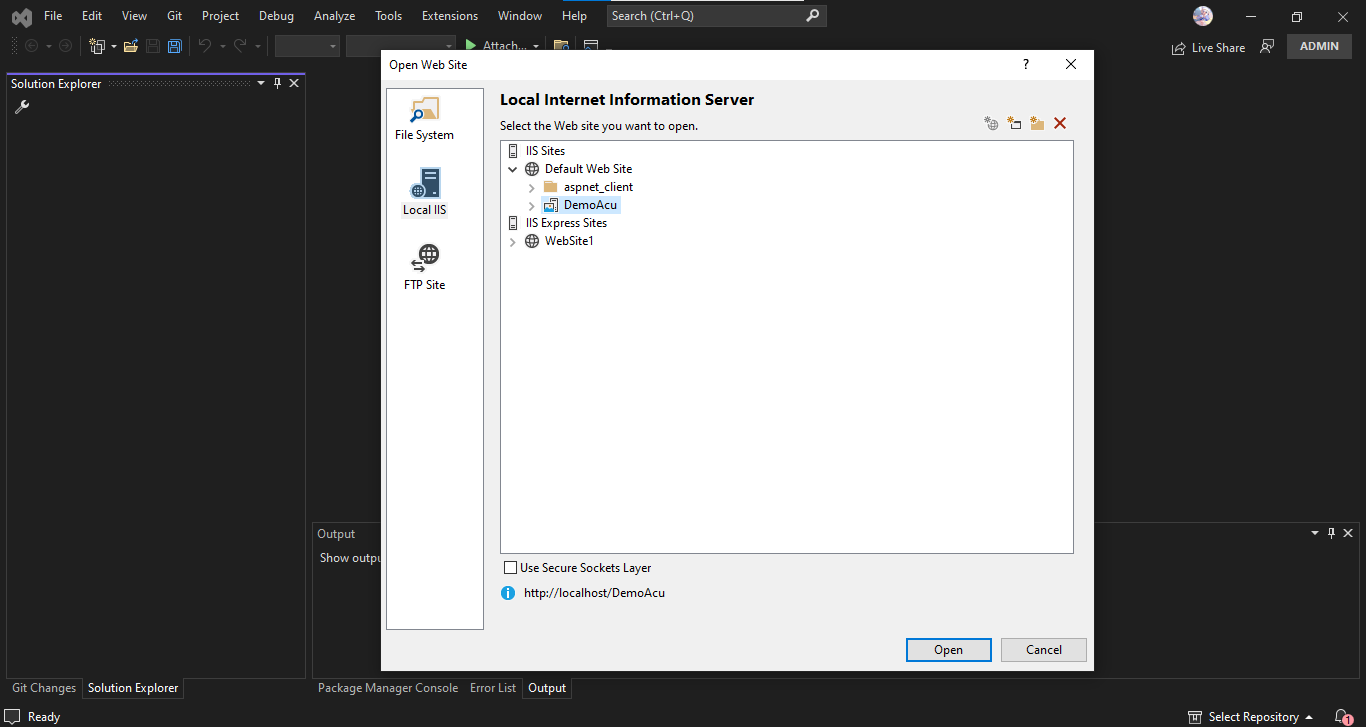 File Edit View Git Project Debug Analyze Tools Extensions Window Help Search (Ctrl+Q)
Attach...
Live Share
ADMIN
Solution Explorer
Open Web Site
?
File System
Local IIS
FTP Site
Local Internet Information Server
Select the Web site you want to open.
IIS Sites
Default Web Site
aspnet_client
DemoAcu
IIS Express Sites
WebSite1
Use Secure Sockets Layer
http://localhost/DemoAcu
Open Cancel
Output
Show outpu
Git Changes Solution Explorer
Package Manager Console Error List Output
Ready
Select Repository
1